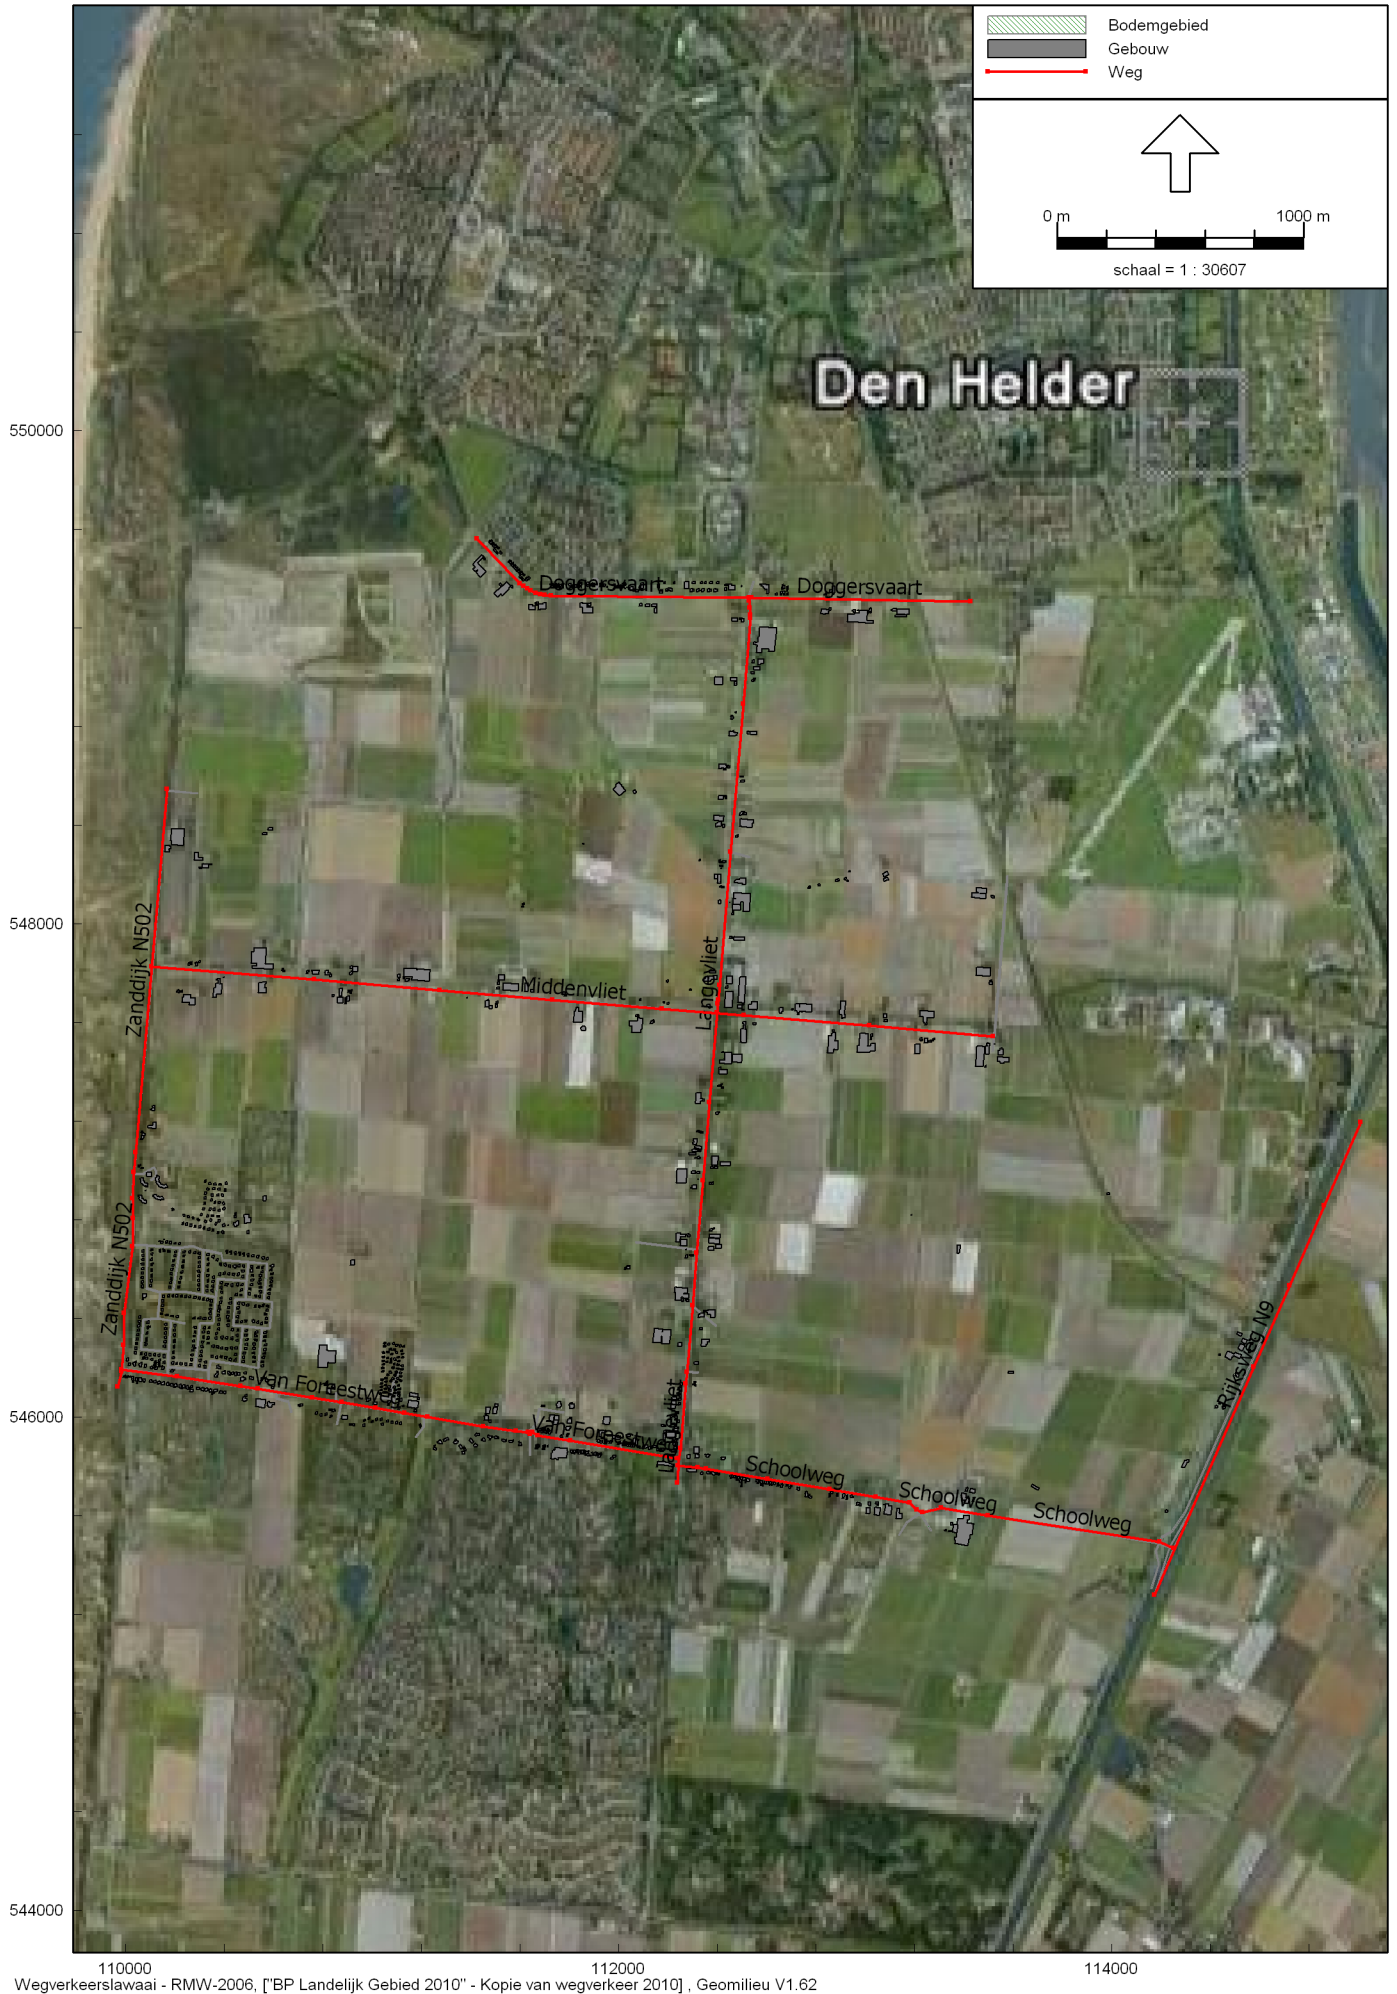 Bodemgebied
Gebouw
Weg
0 m 1000 m
schaal = 1 : 30607
Den Helder
550000
Doggersvaart Doggersvaart
548000
Zanddijk N502
Langevliet
Middenvliet
Zanddijk N502
Rijksweg N9
546000
Van Foreestweg
Van Foreestweg
Langevliet
Schoolweg
Schoolweg
Schoolweg
544000
110000 112000 114000
Wegverkeerslawaai - RMW-2006, ["BP Landelijk Gebied 2010" - Kopie van wegverkeer 2010] , Geomilieu V1.62